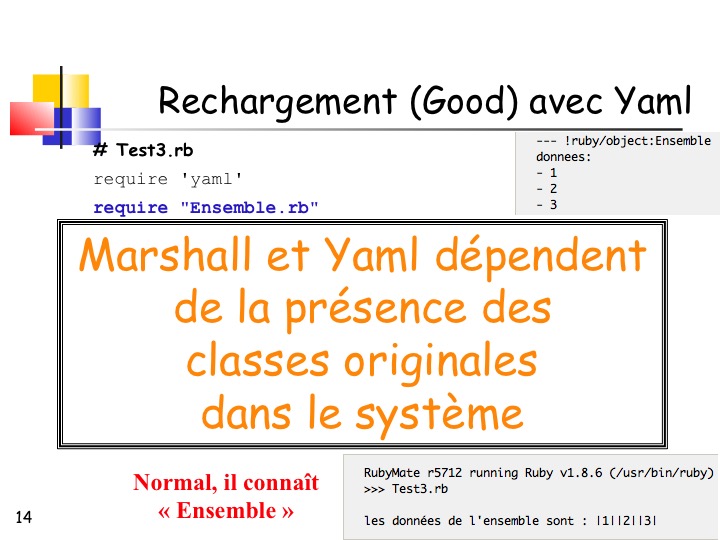 Rechargement (Good) avec Yaml
# Test3.rb
require 'yaml'
require "Ensemble.rb"
--- !ruby/object:Ensemble
donnees:
- 1
- 2
- 3
Marshall et Yaml dépendent
de la présence des
classes originales
dans le système
Normal, il connaît
« Ensemble »
RubyMate r5712 running Ruby v1.8.6 (/usr/bin/ruby)
>>> Test3.rb
les données de l'ensemble sont : |1||2||3|
14